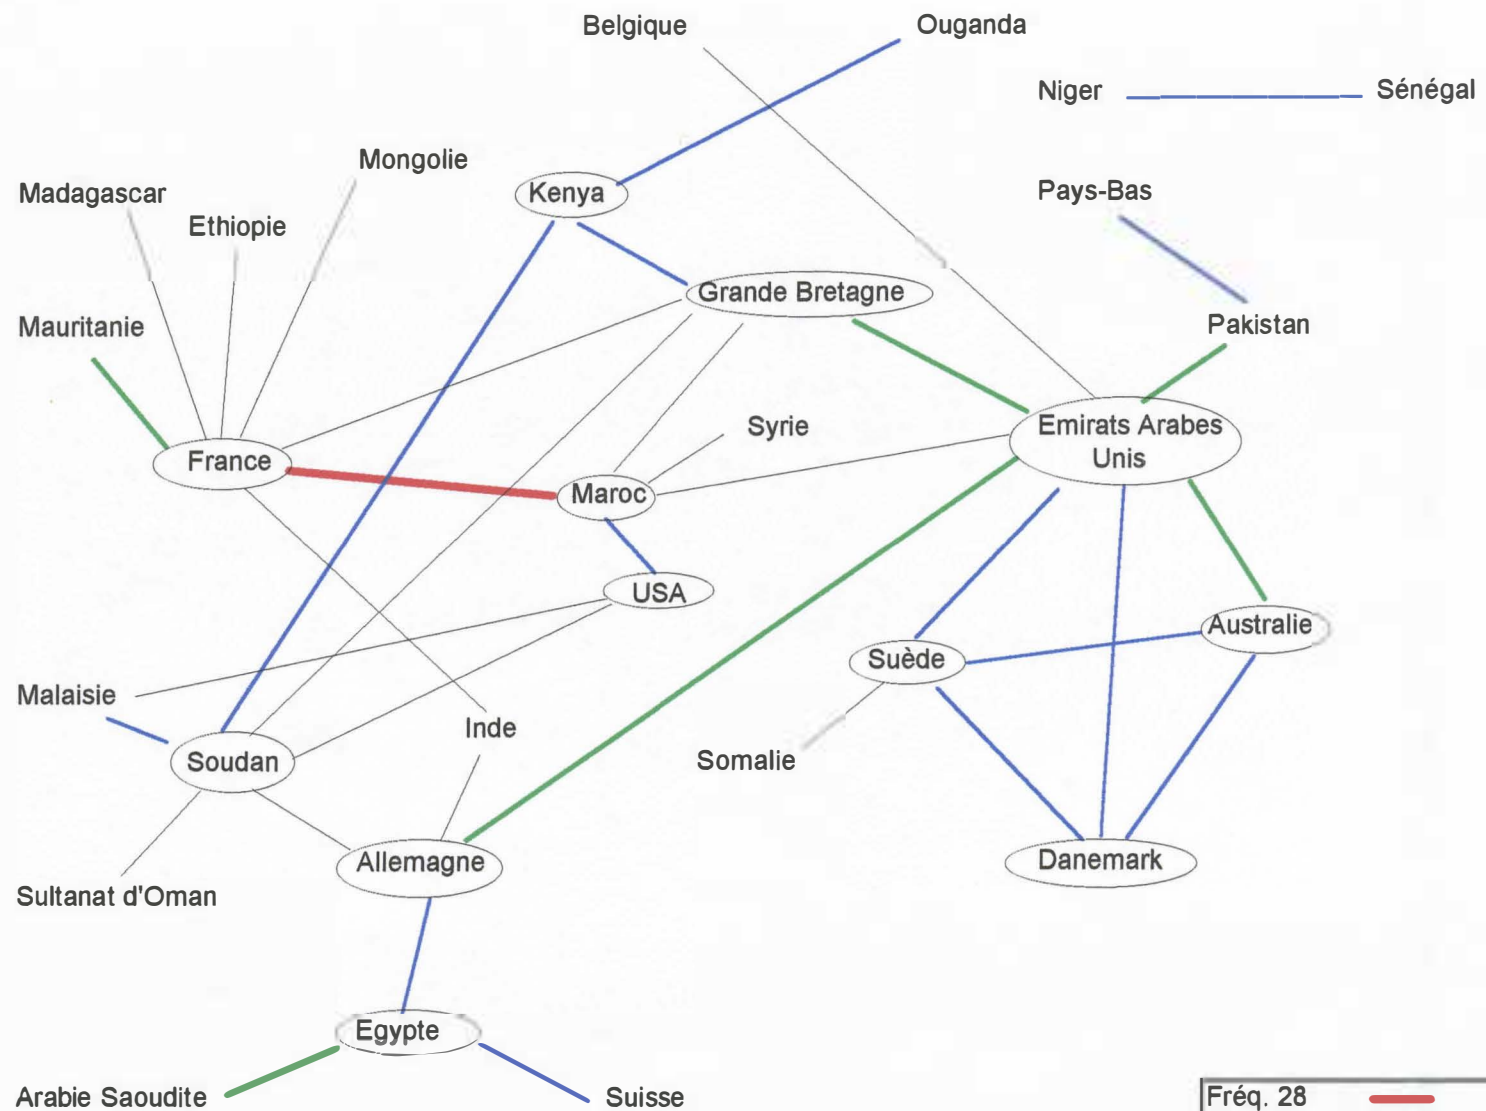 Belgique
Ouganda
Niger
Sénégal
Mongolie
Madagascar
Kenya
Pays-Bas
Ethiopie
Grande Bretagne
Mauritanie
Pakistan
Syrie
Emirats Arabes
Unis
France
Maroc
USA
Australie
Suède
Malaisie
Inde
Soudan
Somalie
Allemagne
Danemark
Sultanat d'Oman
Egypte
Arabie Saoudite
Suisse
Fréq. 28